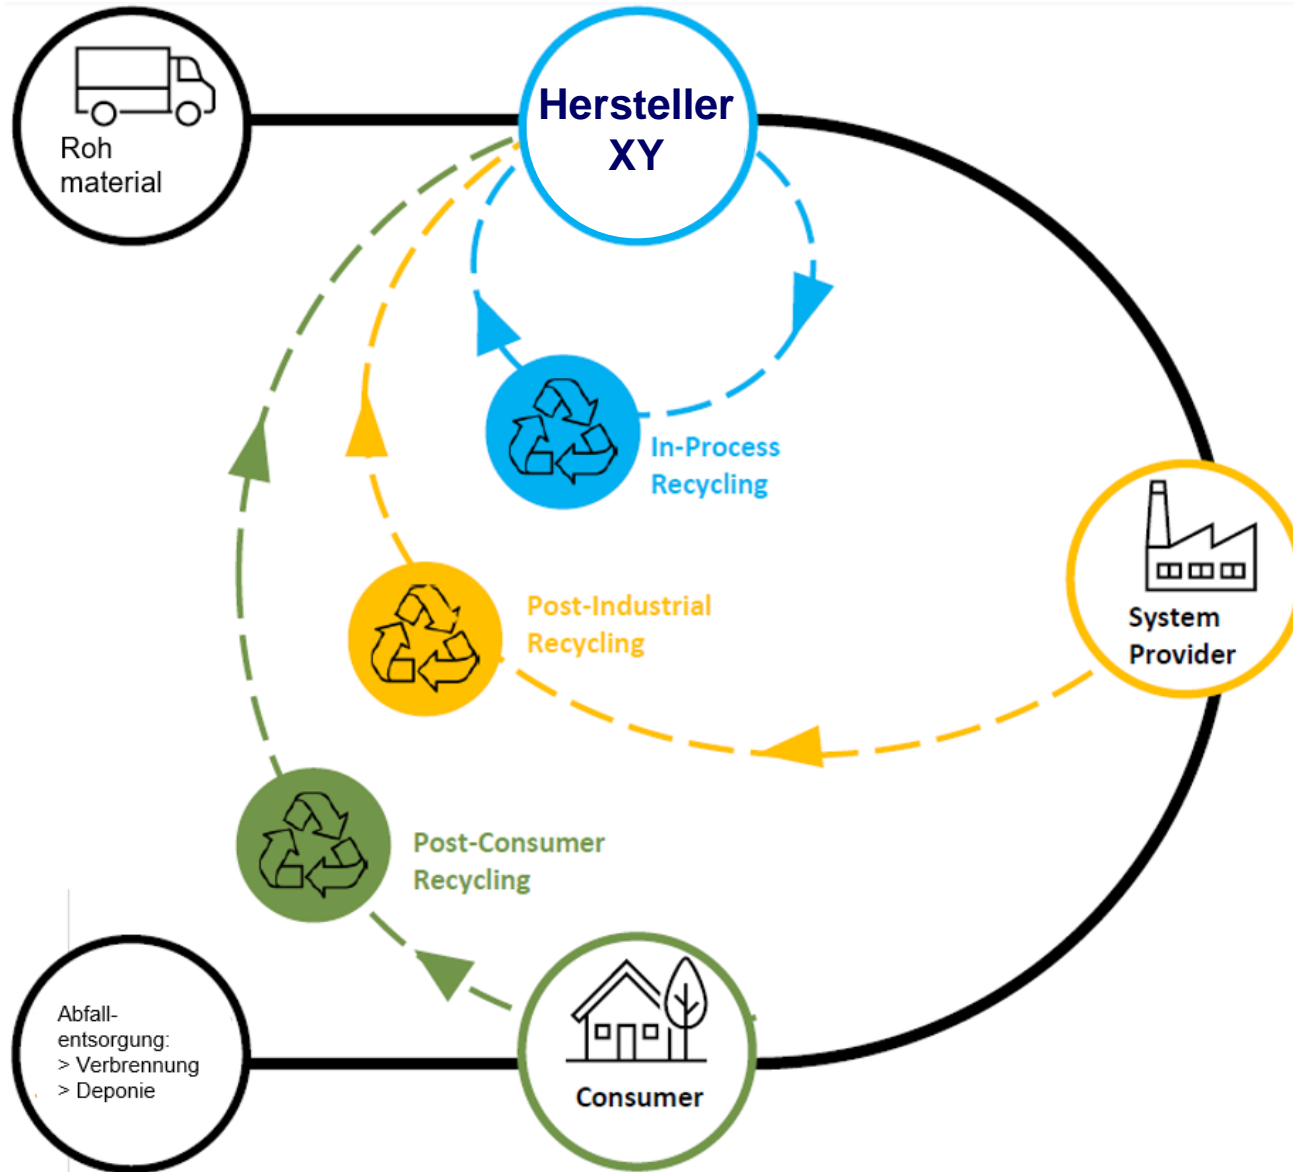 Roh
material
Hersteller
XY
In-Process
Recycling
Post-Industrial
Recycling
System
Provider
Post-Consumer
Recycling
Abfall-
entsorgung:
> Verbrennung
> Deponie
Consumer